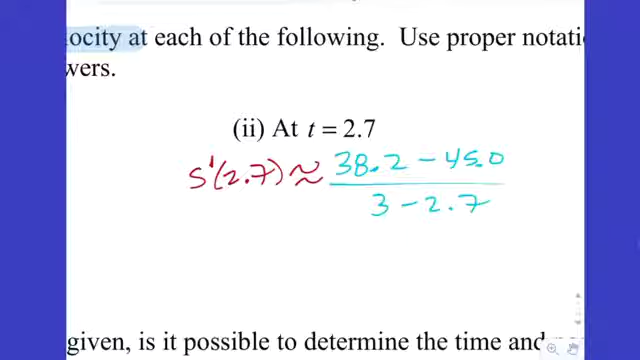 locity at each of the following. Use proper notati
wers.
(ii) At t = 2.7
s'(2.7) ≈ 38.2 - 45.0
3 - 2.7
given, is it possible to determine the time and